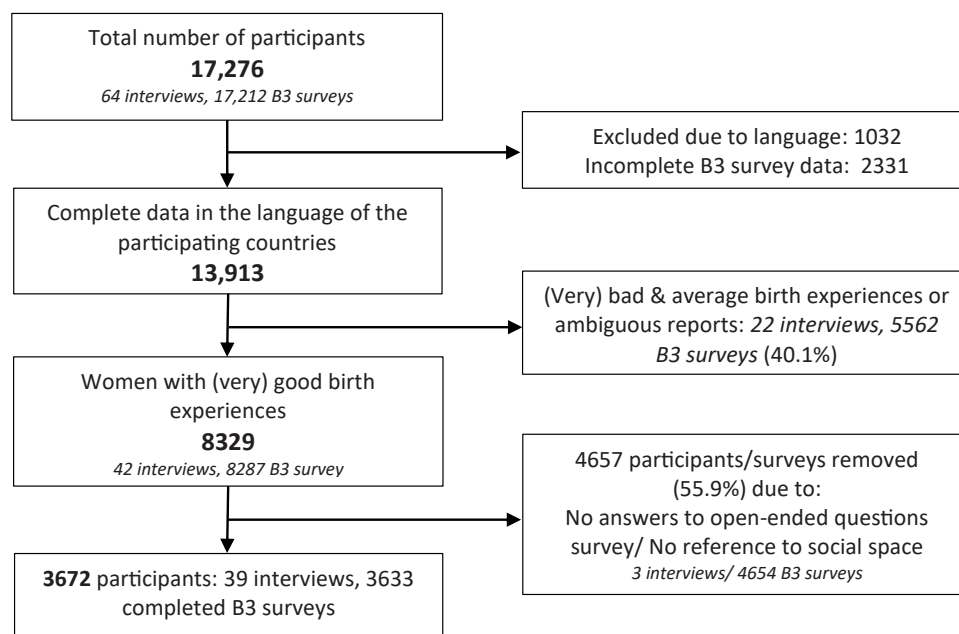 Total number of participants
17,276
64 interviews, 17,212 B3 surveys
Excluded due to language: 1032
Incomplete B3 survey data: 2331
Complete data in the language of the
participating countries
13,913
(Very) bad & average birth experiences or
ambiguous reports: 22 interviews, 5562
B3 surveys (40.1%)
Women with (very) good birth
experiences
8329
42 interviews, 8287 B3 survey
4657 participants/surveys removed
(55.9%) due to:
No answers to open-ended questions
survey/ No reference to social space
3 interviews/ 4654 B3 surveys
3672 participants: 39 interviews, 3633
completed B3 surveys